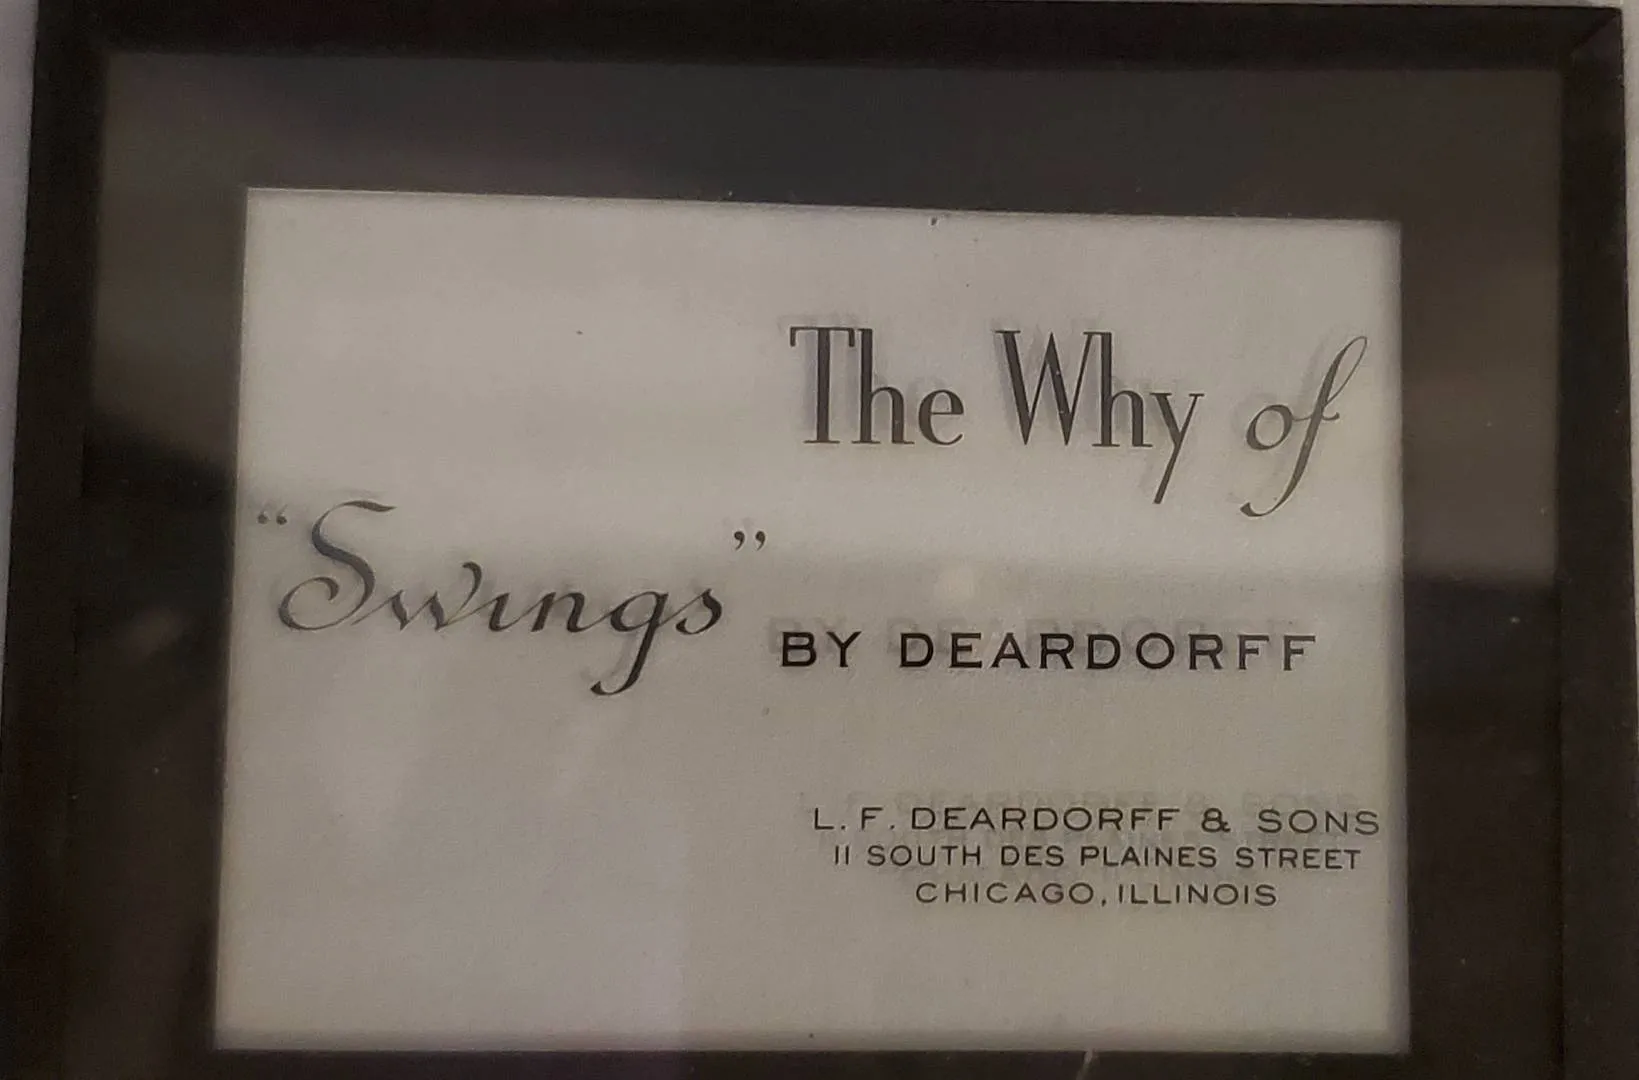 The Why of
“Swings” BY DEARDORFF
L. F. DEARDORFF & SONS
11 SOUTH DES PLAINES STREET
CHICAGO, ILLINOIS